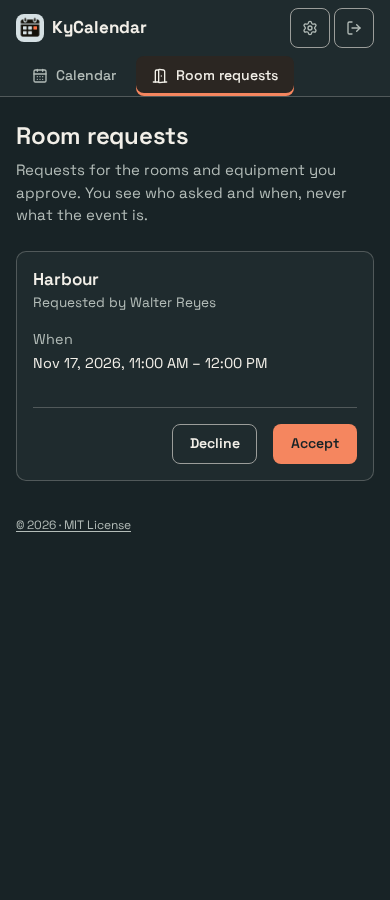 KyCalendar
Calendar
Room requests
Room requests
Requests for the rooms and equipment you
approve. You see who asked and when, never
what the event is.
Harbour
Requested by Walter Reyes
When
Nov 17, 2026, 11:00 AM – 12:00 PM
Decline
Accept
© 2026 · MIT License